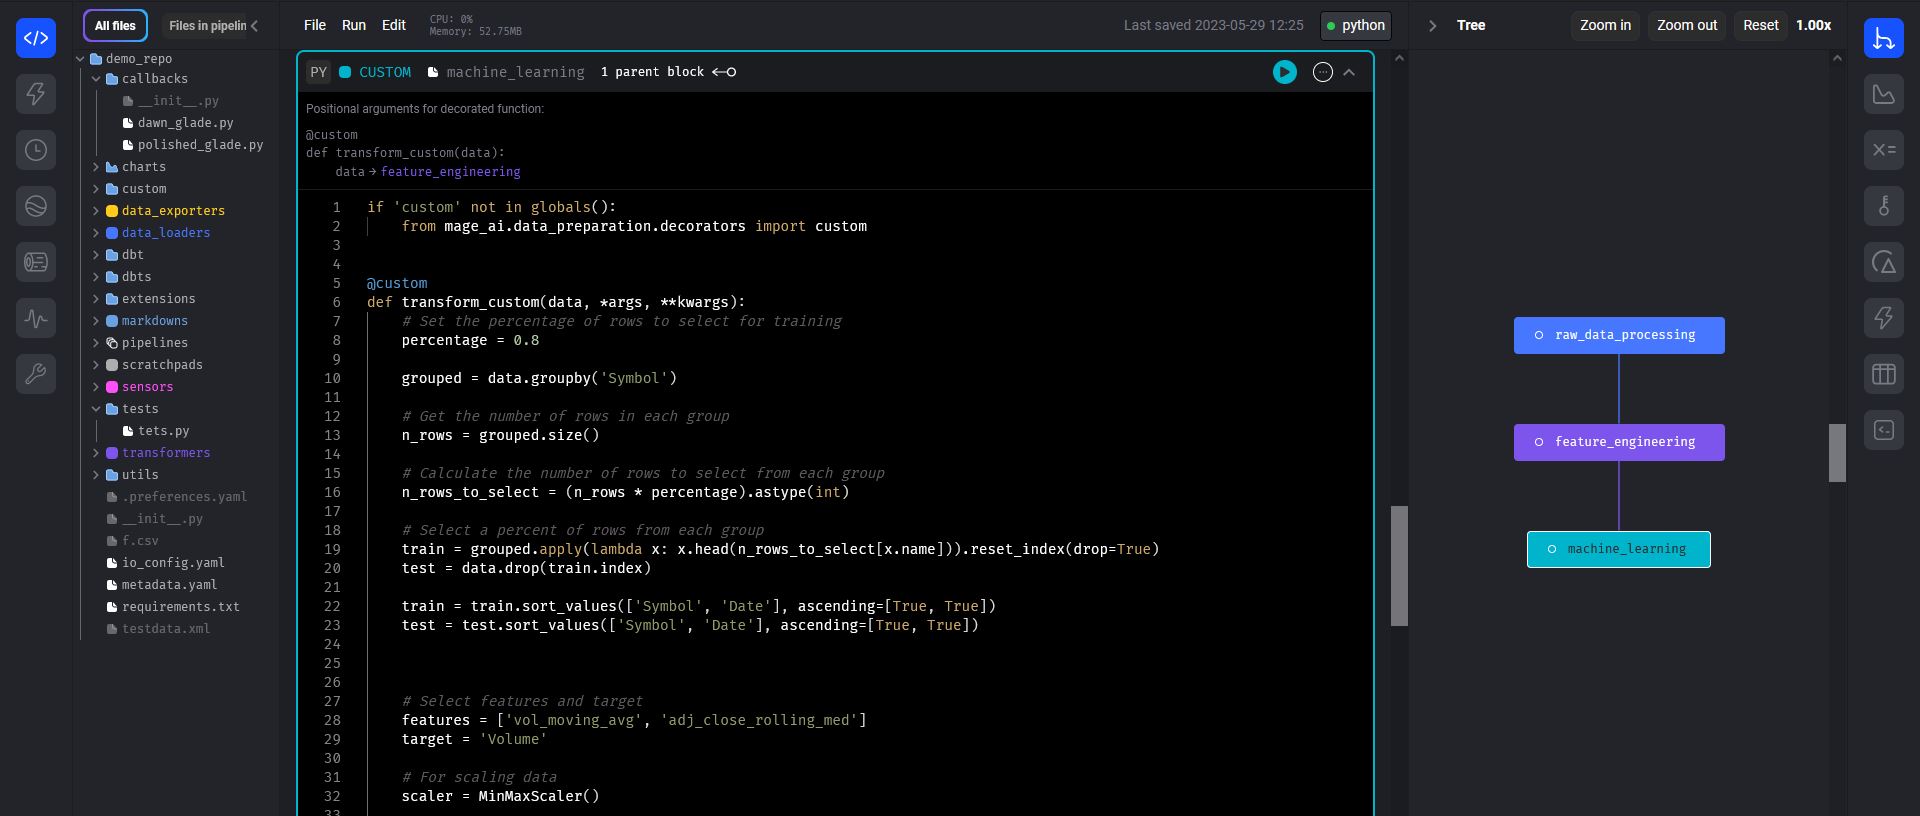 All files
Files in pipelin
File
Run
Edit
CPU: 0%
Memory: 52.75MB
Last saved 2023-05-29 12:25
python
Tree
Zoom in
Zoom out
Reset
1.00x
demo_repo
callbacks
__init__.py
dawn_glade.py
polished_glade.py
charts
custom
data_exporters
data_loaders
dbt
dbts
extensions
markdowns
pipelines
scratchpads
sensors
tests
tets.py
transformers
utils
.preferences.yaml
__init__.py
f.csv
io_config.yaml
metadata.yaml
requirements.txt
testdata.xml
PY CUSTOM machine_learning 1 parent block
Positional arguments for decorated function:
@custom
def transform_custom(data):
data → feature_engineering
1 if 'custom' not in globals():
2 from mage_ai.data_preparation.decorators import custom
3
4
5 @custom
6 def transform_custom(data, *args, **kwargs):
7 # Set the percentage of rows to select for training
8 percentage = 0.8
9
10 grouped = data.groupby('Symbol')
11
12 # Get the number of rows in each group
13 n_rows = grouped.size()
14
15 # Calculate the number of rows to select from each group
16 n_rows_to_select = (n_rows * percentage).astype(int)
17
18 # Select a percent of rows from each group
19 train = grouped.apply(lambda x: x.head(n_rows_to_select[x.name])).reset_index(drop=True)
20 test = data.drop(train.index)
21
22 train = train.sort_values(['Symbol', 'Date'], ascending=[True, True])
23 test = test.sort_values(['Symbol', 'Date'], ascending=[True, True])
24
25
26
27 # Select features and target
28 features = ['vol_moving_avg', 'adj_close_rolling_med']
29 target = 'Volume'
30
31 # For scaling data
32 scaler = MinMaxScaler()
33
raw_data_processing
feature_engineering
machine_learning